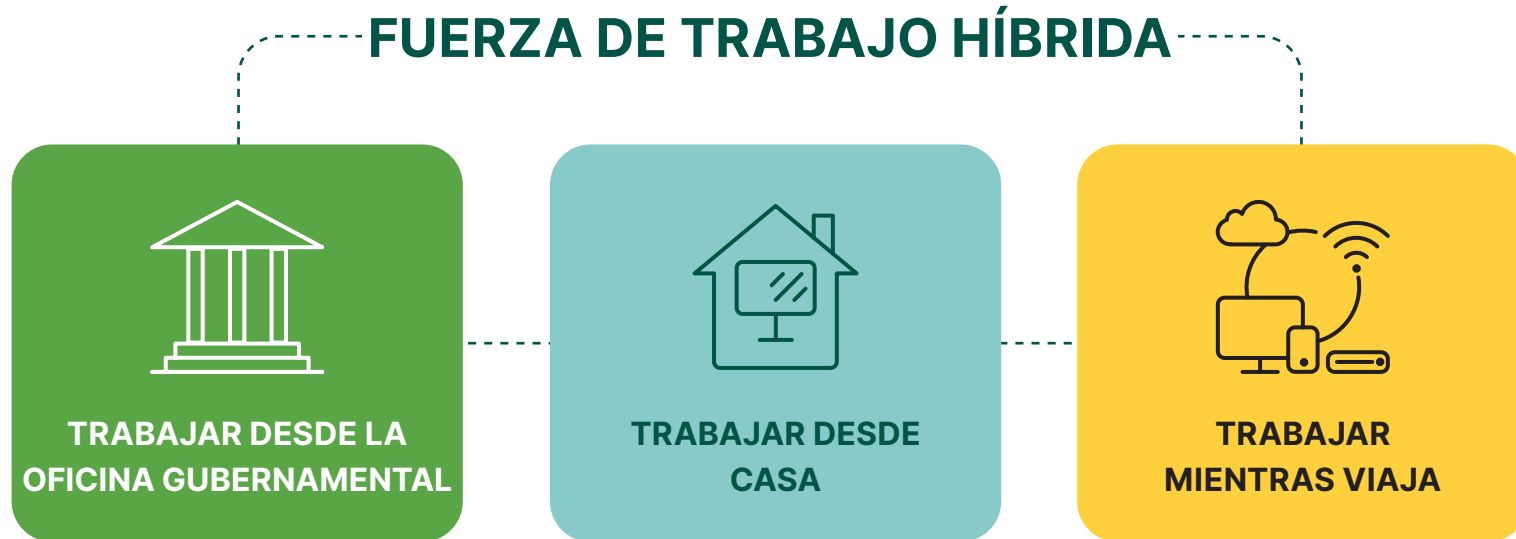 FUERZA DE TRABAJO HÍBRIDA
TRABAJAR DESDE LA
OFICINA GUBERNAMENTAL
TRABAJAR DESDE
CASA
TRABAJAR
MIENTRAS VIAJA